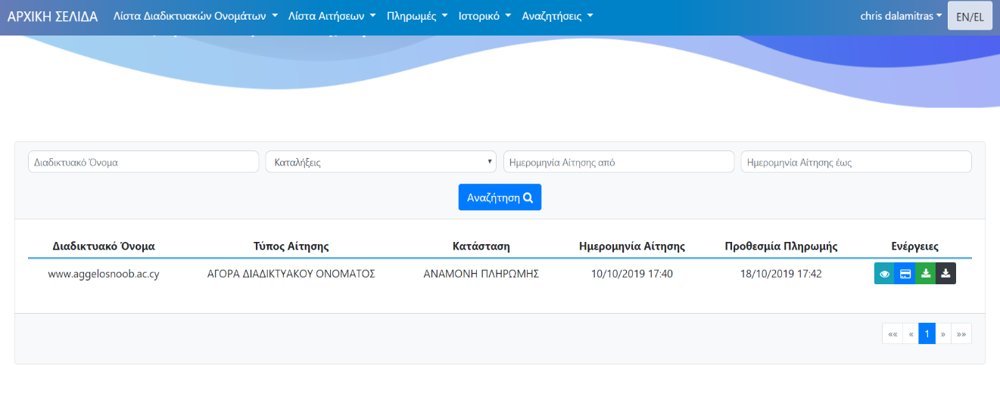 ΑΡΧΙΚΗ ΣΕΛΙΔΑ Λίστα Διαδικτυακών Ονομάτων Λίστα Αιτήσεων Πληρωμές Ιστορικό Αναζητήσεις chris dalamitras EN/EL
Διαδικτυακό Όνομα Καταλήξεις Ημερομηνία Αίτησης από Ημερομηνία Αίτησης έως
Αναζήτηση
Διαδικτυακό Όνομα Τύπος Αίτησης Κατάσταση Ημερομηνία Αίτησης Προθεσμία Πληρωμής Ενέργειες
www.aggelosnoob.ac.cy ΑΓΟΡΑ ΔΙΑΔΙΚΤΥΑΚΟΥ ΟΝΟΜΑΤΟΣ ΑΝΑΜΟΝΗ ΠΛΗΡΩΜΗΣ 10/10/2019 17:40 18/10/2019 17:42
«« « 1 » »»